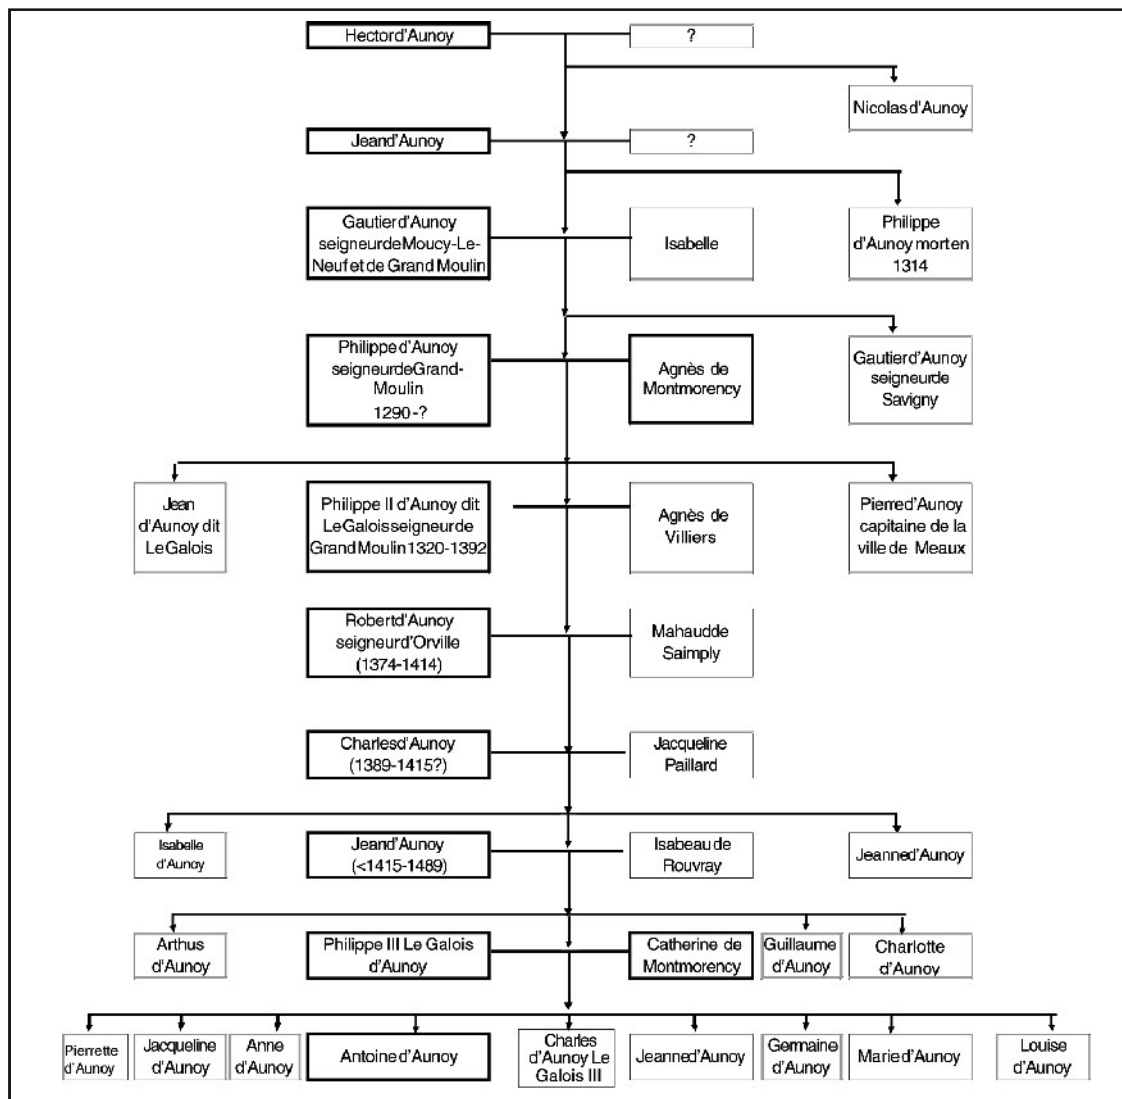 Hectord'Aunoy
?
Nicolasd'Aunoy
Jeand'Aunoy
?
Gautierd'Aunoy
seigneurdeMoucy-Le-
Neufet de Grand Moulin
Isabelle
Philippe
d'Aunoymorten
1314
Philipped'Aunoy
seigneurdeGrand-
Moulin
1290-?
Agnès de
Montmorency
Gautierd'Aunoy
seigneurde
Savigny
Jean
d'Aunoy dit
LeGalois
Philippe II d'Aunoy dit
LeGaloisseigneurde
GrandMoulin1320-1392
Agnès de
Villiers
Pierred'Aunoy
capitaine de la
ville de Meaux
Robertd'Aunoy
seigneurd'Orville
(1374-1414)
Mahaudde
Saimply
Charlesd'Aunoy
(1389-1415?)
Jacqueline
Paillard
Isabelle
d'Aunoy
Jeand'Aunoy
(<1415-1489)
Isabeaude
Rouvray
Jeanned'Aunoy
Arthus
d'Aunoy
Philippe III Le Galois
d'Aunoy
Catherine de
Montmorency
Guillaume
d'Aunoy
Charlotte
d'Aunoy
Pierrette
d'Aunoy
Jacqueline
d'Aunoy
Anne
d'Aunoy
Antoined'Aunoy
Charles
d'Aunoy Le
Galois III
Jeanned'Aunoy
Germaine
d'Aunoy
Maried'Aunoy
Louise
d'Aunoy